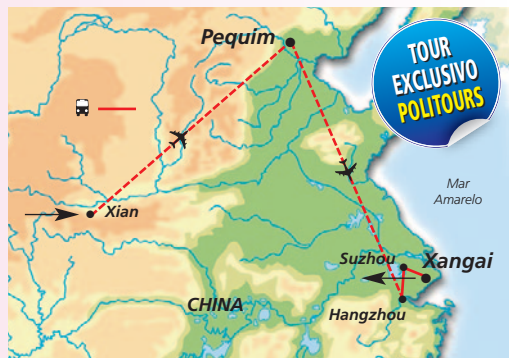 Pequim
TOUR
EXCLUSIVO
POLITOURS
Xian
Mar
Amarelo
Suzhou
Xangai
CHINA
Hangzhou